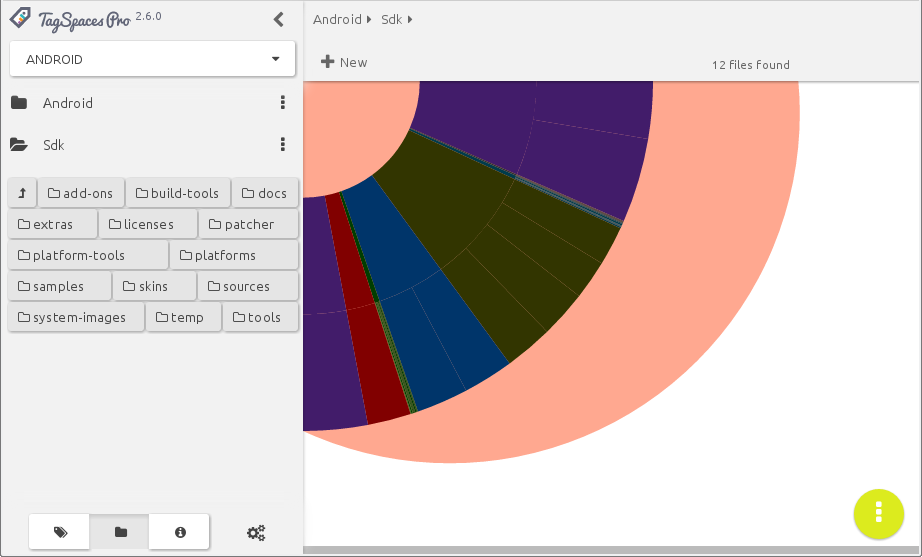 TagSpaces Pro 2.6.0
Android Sdk
ANDROID
New
12 files found
Android
Sdk
add-ons build-tools docs
extras licenses patcher
platform-tools platforms
samples skins sources
system-images temp tools